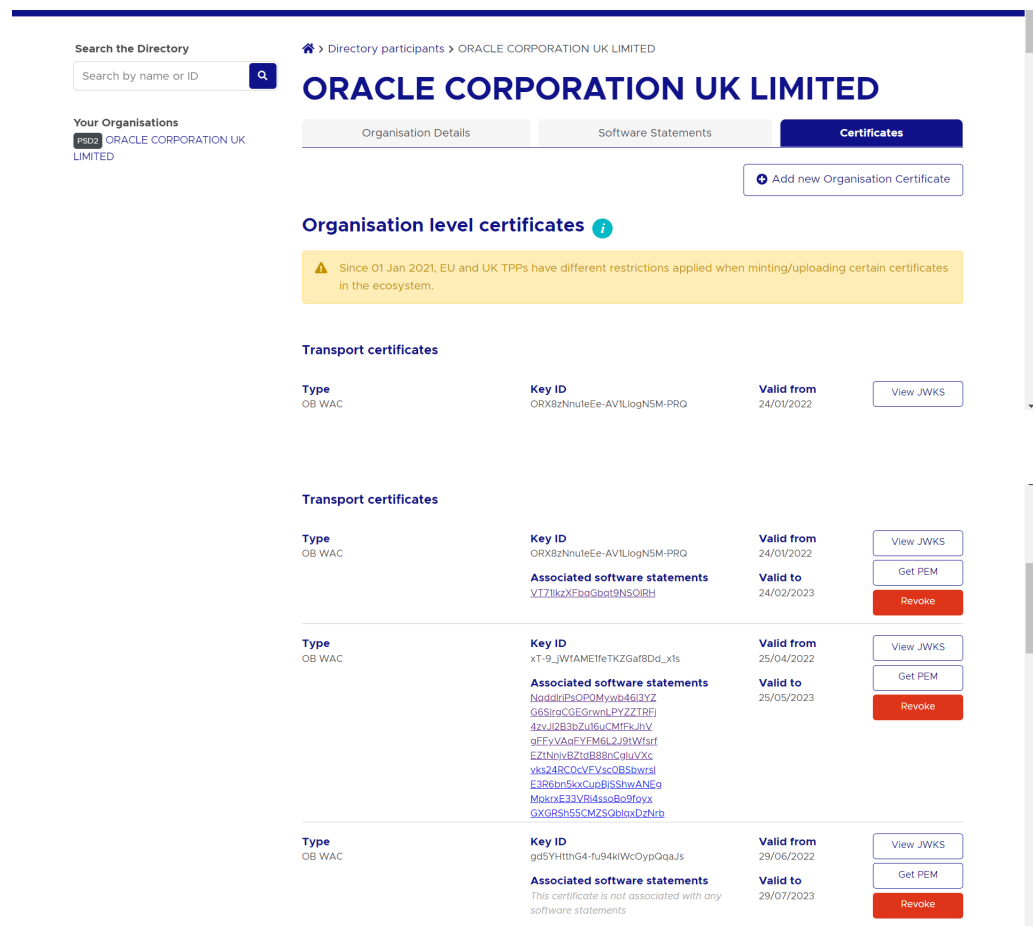 Search the Directory
Search by name or ID
Your Organisations
PSD2 ORACLE CORPORATION UK
LIMITED
> Directory participants > ORACLE CORPORATION UK LIMITED
ORACLE CORPORATION UK LIMITED
Organisation Details
Software Statements
Certificates
Add new Organisation Certificate
Organisation level certificates i
Since 01 Jan 2021, EU and UK TPPs have different restrictions applied when minting/uploading certain certificates
in the ecosystem.
Transport certificates
Type Key ID Valid from View JWKS
OB WAC ORX8zNnu1eEe-AV1LlogN5M-PRQ 24/01/2022
Transport certificates
Type Key ID Valid from View JWKS
OB WAC ORX8zNnu1eEe-AV1LlogN5M-PRQ 24/01/2022
Associated software statements Valid to Get PEM
VT71lkzXFbqGbqt9NSOIRH 24/02/2023 Revoke
Type Key ID Valid from View JWKS
OB WAC xT-9_jWfAME1feTKZGaf8Dd_x1s 25/04/2022
Associated software statements Valid to Get PEM
NqddlrjPsOP0Mywb46I3YZ 25/05/2023
G6SIrgCGEGrwnLPYZZTRFj Revoke
4zvJI2B3bZu16uCMfFkJhV
gFFyVAqFYFM6L2J9tWfsrf
EZtNnjvBZtdB88nCgluVXc
vks24RC0cVFVsc0BSbwrsl
E3R6bn5kxCupBjSShwANEg
MpkrxE33VRi4ssoBo9foyx
GXGRSh55CMZSQblqxDzNrb
Type Key ID Valid from View JWKS
OB WAC gd5YHtthG4-fu94kiWcOypQqaJs 29/06/2022
Associated software statements Valid to Get PEM
This certificate is not associated with any 29/07/2023
software statements Revoke